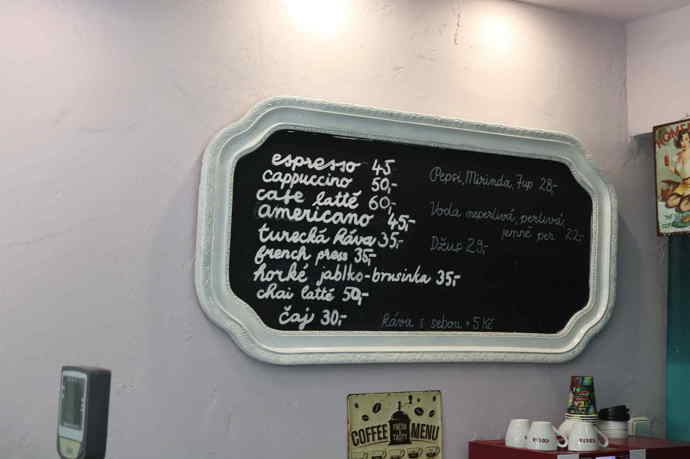 espresso 45
cappuccino 50,-
cafe latté 60,-
americano 45,-
turecká káva 35,-
french press 35,-
horké jablko-brusinka 35,-
chai latté 50,-
čaj 30,-
Pepsi, Mirinda, 7up 28,-
Voda neperlivá, perlivá,
jemně per. 22,-
Džus 29,-
káva s sebou +5 Kč
COFFEE MENU
FRESH & TASTY